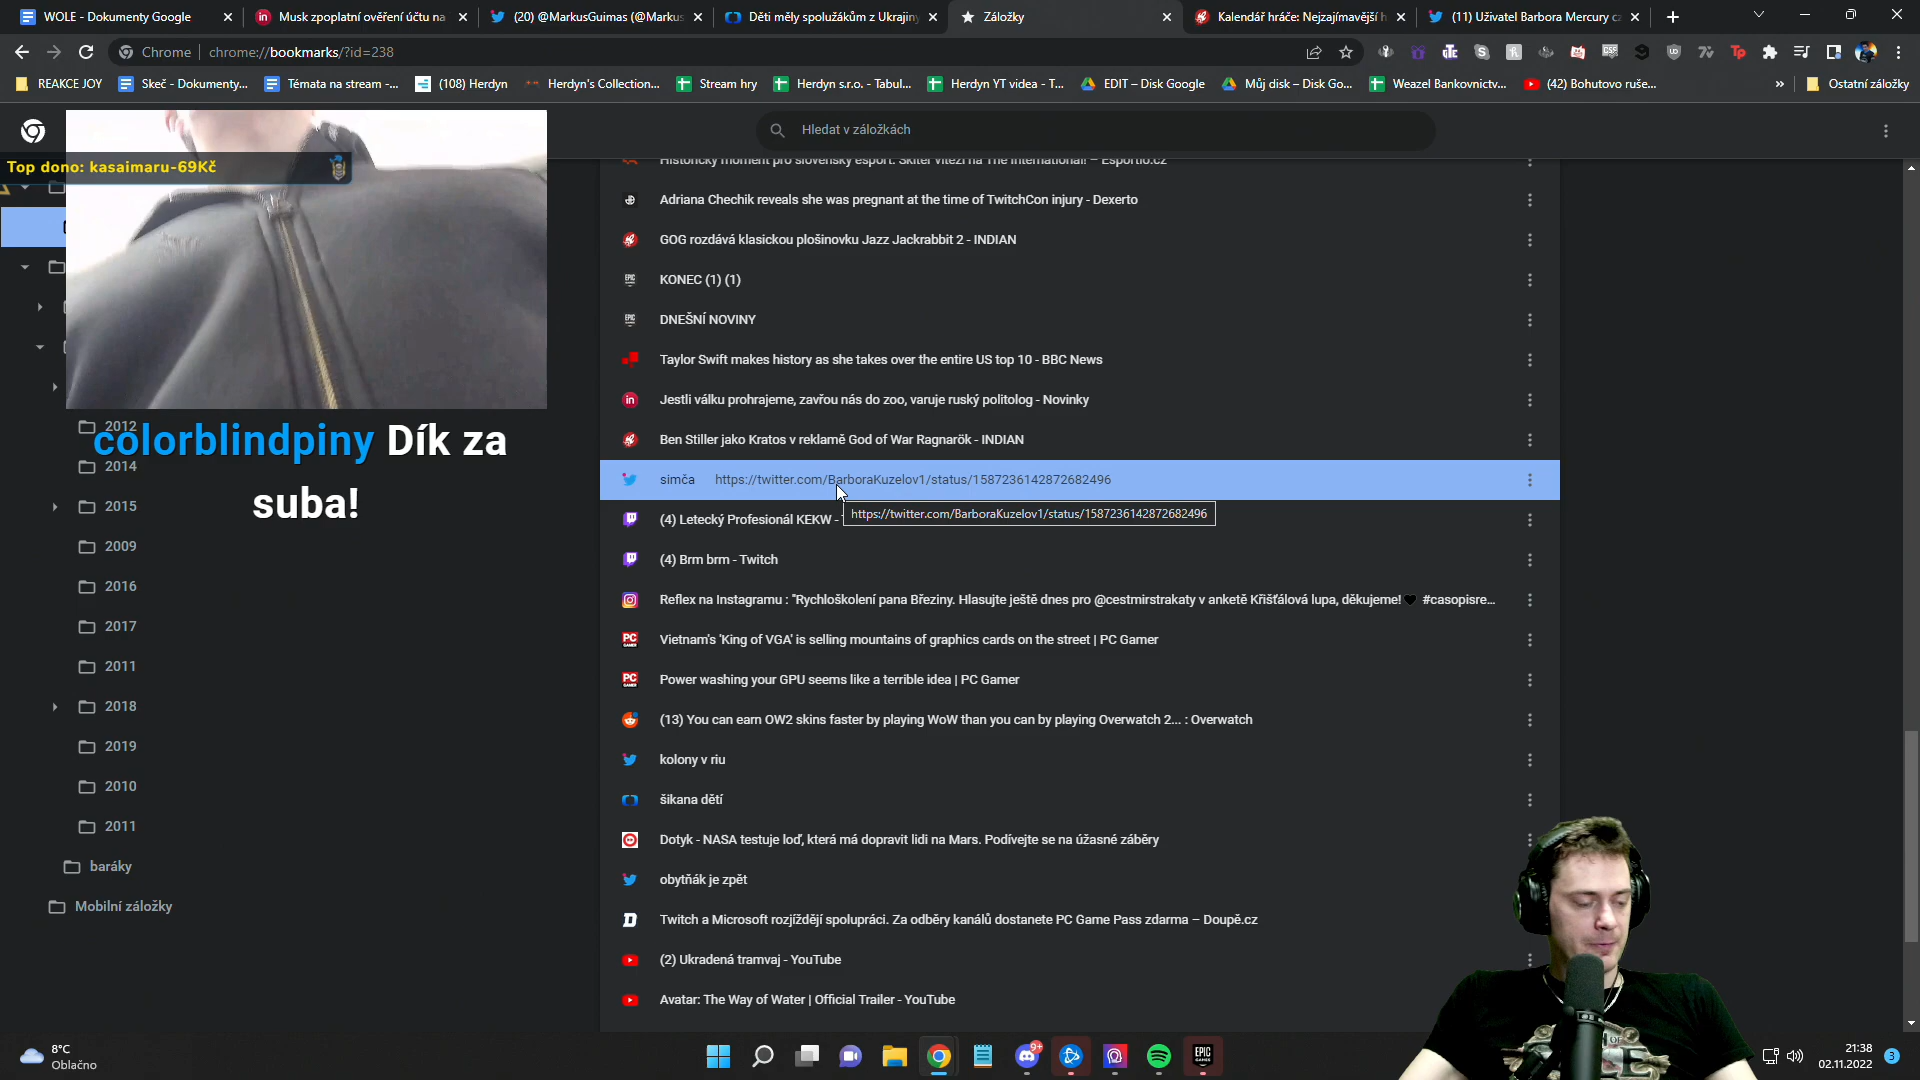 WOLE - Dokumenty Google
Musk zpoplatní ověření účtu na
(20) @MarkusGuimas (@Markus
Děti měly spolužákům z Ukrajiny
Záložky
Kalendář hráče: Nejzajímavější h
(11) Uživatel Barbora Mercury
Chrome | chrome://bookmarks/?id=238
REAKCE JOY
Skeč - Dokumenty...
Témata na stream -...
(108) Herdyn
Herdyn's Collection...
Stream hry
Herdyn s.r.o. - Tabul...
Herdyn YT videa - T...
EDIT – Disk Google
Můj disk – Disk Go...
Weazel Bankovnictv...
(42) Bohutovo ruše...
Ostatní záložky
Hledat v záložkách
Top dono: kasaimaru-69Kč
colorblindpiny Dík za
suba!
2012
2014
2015
2009
2016
2017
2011
2018
2019
2010
2011
baráky
Mobilní záložky
Historický moment pro slovenský esport. Skiter vítězí na The International! – Esportio.cz
Adriana Chechik reveals she was pregnant at the time of TwitchCon injury - Dexerto
GOG rozdává klasickou plošinovku Jazz Jackrabbit 2 - INDIAN
KONEC (1) (1)
DNEŠNÍ NOVINY
Taylor Swift makes history as she takes over the entire US top 10 - BBC News
Jestli válku prohrajeme, zavřou nás do zoo, varuje ruský politolog - Novinky
Ben Stiller jako Kratos v reklamě God of War Ragnarök - INDIAN
simča https://twitter.com/BarboraKuzelov1/status/1587236142872682496
https://twitter.com/BarboraKuzelov1/status/1587236142872682496
(4) Letecký Profesionál KEKW -
(4) Brm brm - Twitch
Reflex na Instagramu : "Rychloškolení pana Březiny. Hlasujte ještě dnes pro @cestmirstrakaty v anketě Křišťálová lupa, děkujeme!🖤 #casopisre...
Vietnam's 'King of VGA' is selling mountains of graphics cards on the street | PC Gamer
Power washing your GPU seems like a terrible idea | PC Gamer
(13) You can earn OW2 skins faster by playing WoW than you can by playing Overwatch 2... : Overwatch
kolony v riu
šikana dětí
Dotyk - NASA testuje loď, která má dopravit lidi na Mars. Podívejte se na úžasné záběry
obytňák je zpět
Twitch a Microsoft rozjíždějí spolupráci. Za odběry kanálů dostanete PC Game Pass zdarma – Doupě.cz
(2) Ukradená tramvaj - YouTube
Avatar: The Way of Water | Official Trailer - YouTube
8°C
Oblačno
9+
21:38
02.11.2022
3